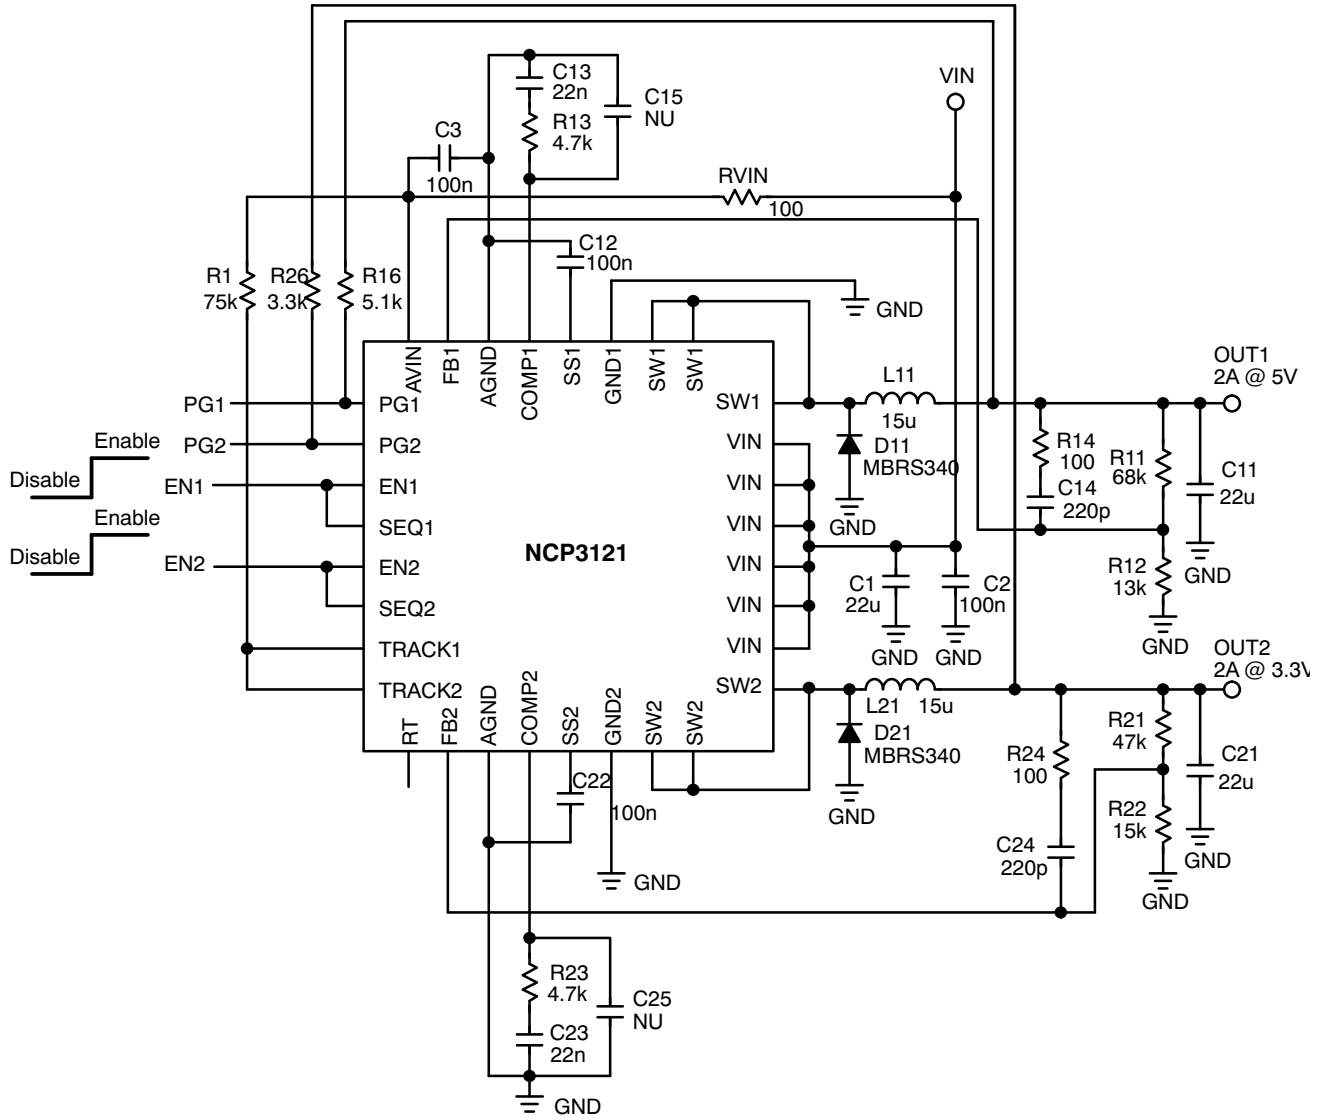 VIN
C13
22n
C15
NU
R13
4.7k
C3
100n
RVIN
100
C12
100n
R1
75k
R26
3.3k
R16
5.1k
GND
AVIN
FB1
AGND
COMP1
SS1
GND1
SW1
SW1
OUT1
2A @ 5V
L11
15u
PG1
PG1
SW1
PG2
PG2
VIN
Enable
Disable
D11
MBRS340
R14
100
R11
68k
C11
22u
EN1
EN1
VIN
C14
220p
GND
SEQ1
VIN
Enable
Disable
NCP3121
EN2
EN2
VIN
C1
22u
C2
100n
R12
13k
GND
SEQ2
VIN
GND
GND
GND
TRACK1
VIN
OUT2
2A @ 3.3V
TRACK2
SW2
L21
15u
RT
FB2
AGND
COMP2
SS2
GND2
SW2
SW2
D21
MBRS340
R24
100
R21
47k
C21
22u
C22
100n
GND
R22
15k
C24
220p
GND
GND
GND
R23
4.7k
C25
NU
C23
22n
GND